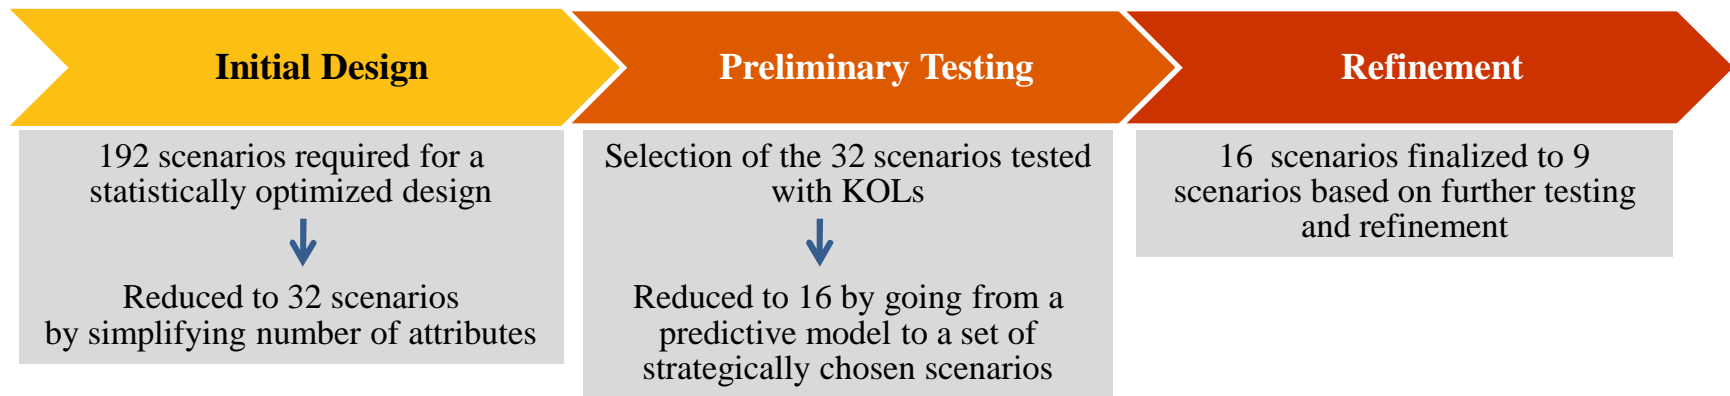 Initial Design
192 scenarios required for a
statistically optimized design
Reduced to 32 scenarios
by simplifying number of attributes
Preliminary Testing
Selection of the 32 scenarios tested
with KOLs
Reduced to 16 by going from a
predictive model to a set of
strategically chosen scenarios
Refinement
16 scenarios finalized to 9
scenarios based on further testing
and refinement